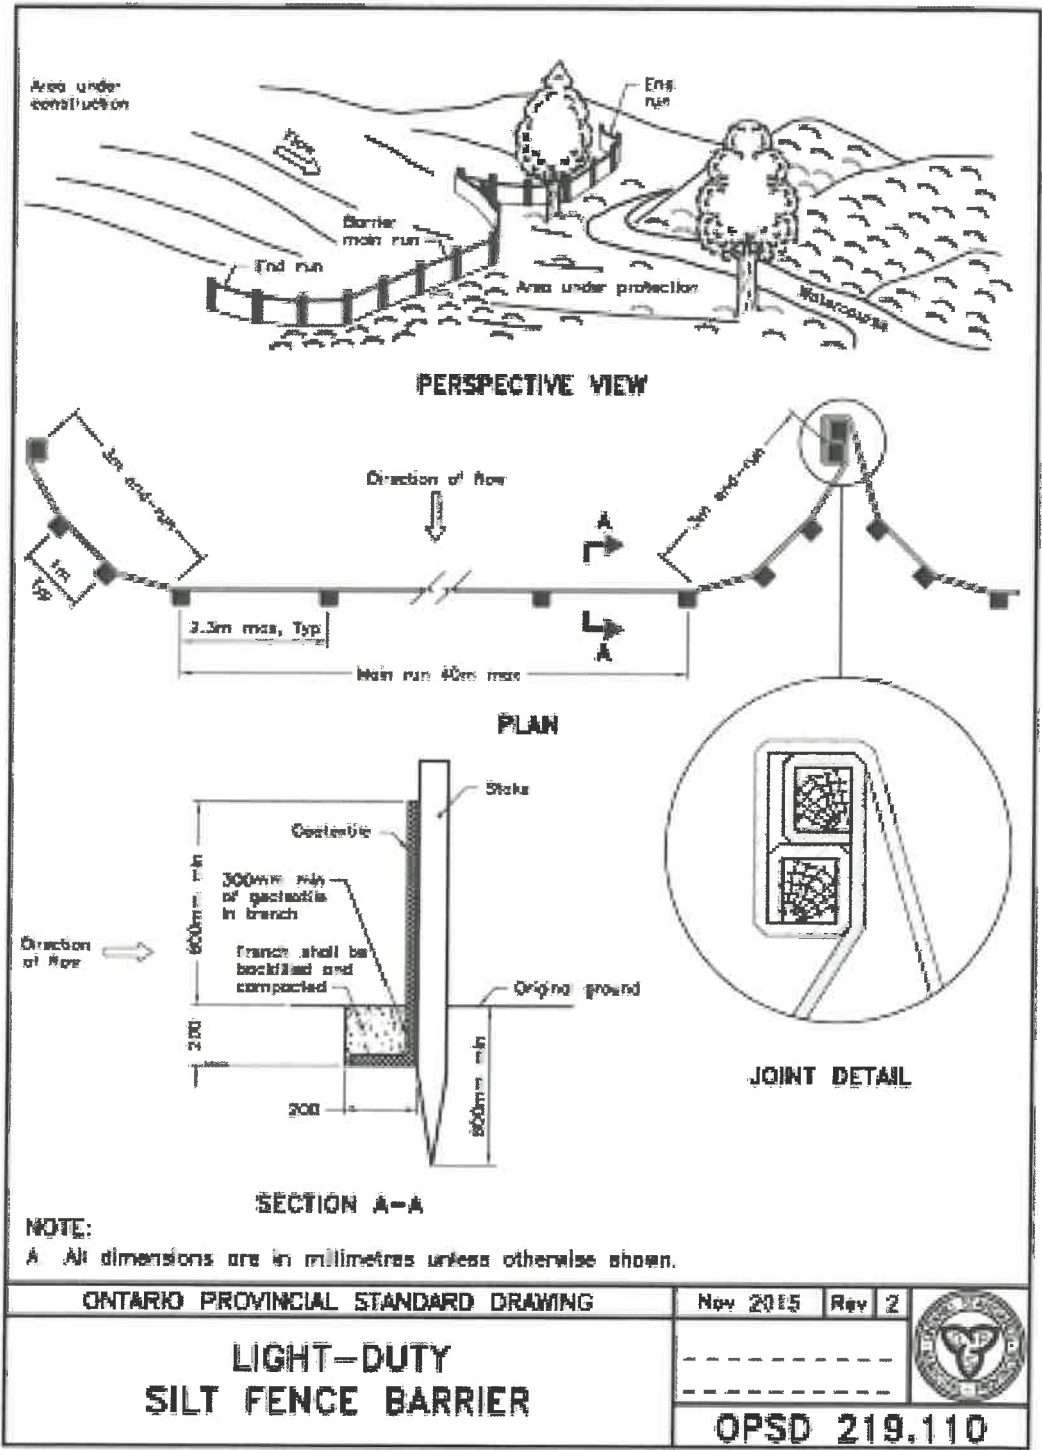 Area under
construction
End
run
Flow
Barrier
main run
End run
Area under protection
Watercourse
PERSPECTIVE VIEW
3m end-run
Direction of flow
3m end-run
A
1m
Typ
2.3m max, Typ
A
Main run 40m max
PLAN
Stake
Geotextile
300mm min
of geotextile
in trench
Direction
of flow
Trench shall be
backfilled and
compacted
Original ground
200
200
JOINT DETAIL
SECTION A-A
NOTE:
A All dimensions are in millimetres unless otherwise shown.
ONTARIO PROVINCIAL STANDARD DRAWING
Nov 2015 Rev 2
LIGHT-DUTY
SILT FENCE BARRIER
OPSD 219.110